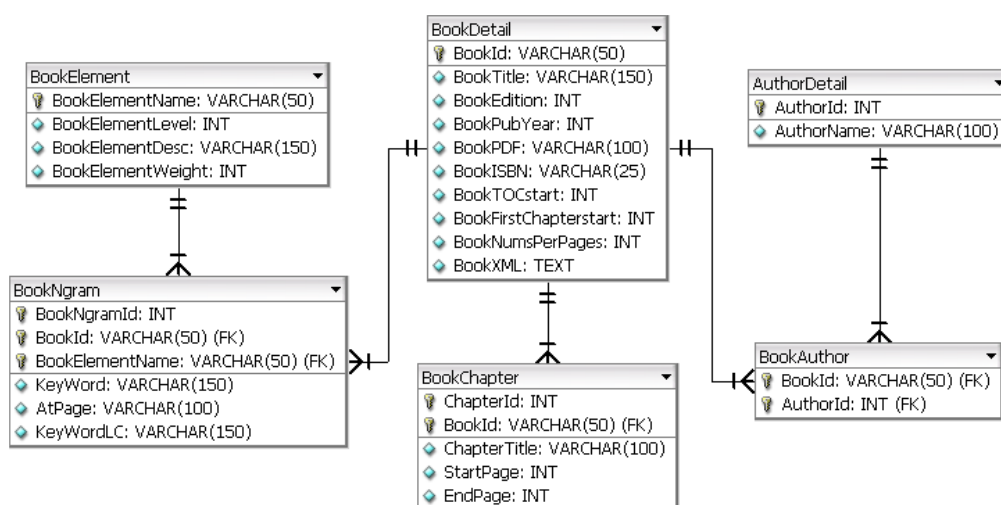 BookDetail
BookId: VARCHAR(50)
BookTitle: VARCHAR(150)
BookEdition: INT
BookPubYear: INT
BookPDF: VARCHAR(100)
BookISBN: VARCHAR(25)
BookTOCstart: INT
BookFirstChapterstart: INT
BookNumsPerPages: INT
BookXML: TEXT
BookElement
BookElementName: VARCHAR(50)
BookElementLevel: INT
BookElementDesc: VARCHAR(150)
BookElementWeight: INT
AuthorDetail
AuthorId: INT
AuthorName: VARCHAR(100)
BookNgram
BookNgramId: INT
BookId: VARCHAR(50) (FK)
BookElementName: VARCHAR(50) (FK)
KeyWord: VARCHAR(150)
AtPage: VARCHAR(100)
KeyWordLC: VARCHAR(150)
BookChapter
ChapterId: INT
BookId: VARCHAR(50) (FK)
ChapterTitle: VARCHAR(100)
StartPage: INT
EndPage: INT
BookAuthor
BookId: VARCHAR(50) (FK)
AuthorId: INT (FK)